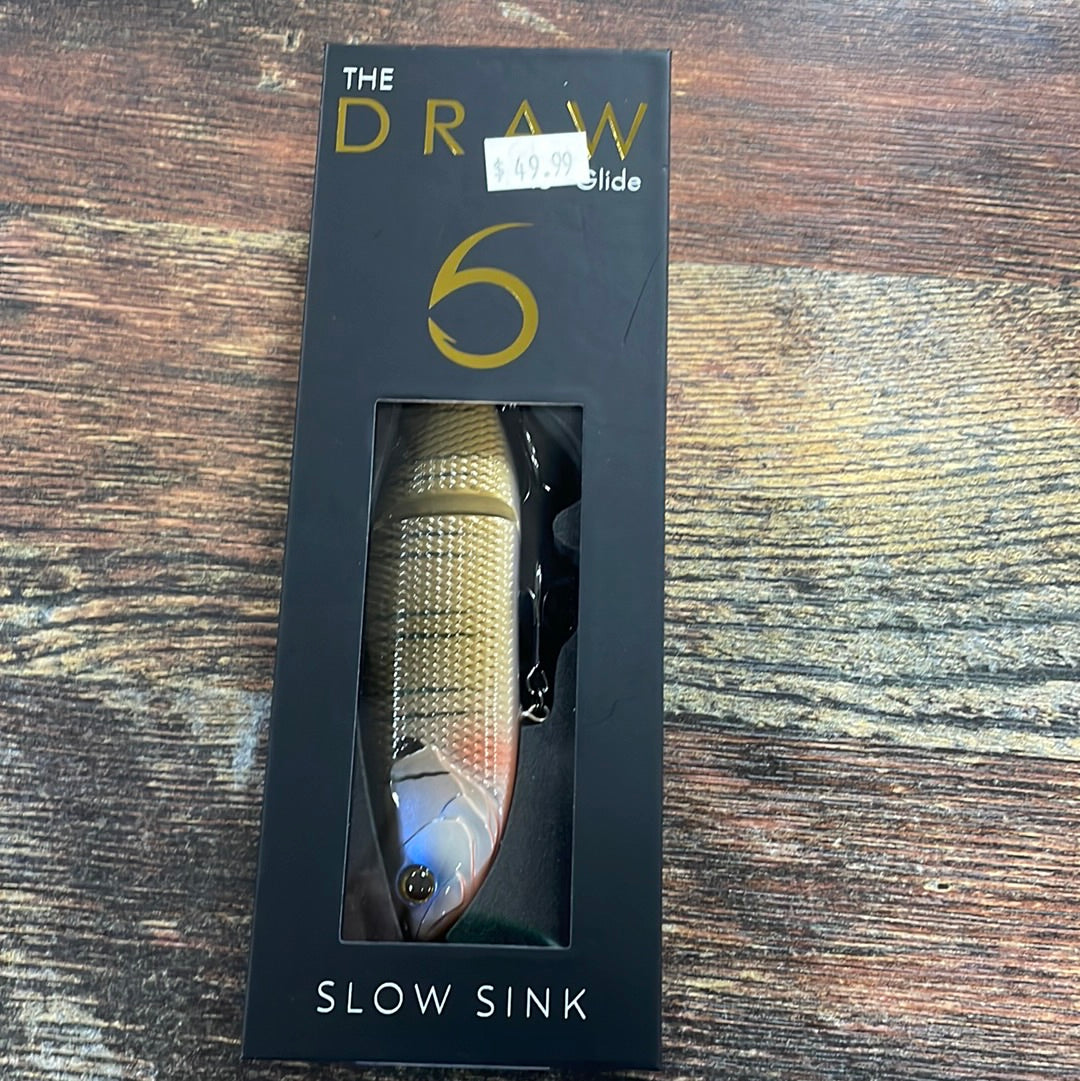 THE
DRAW
$ 49.99
Glide
6
SLOW SINK